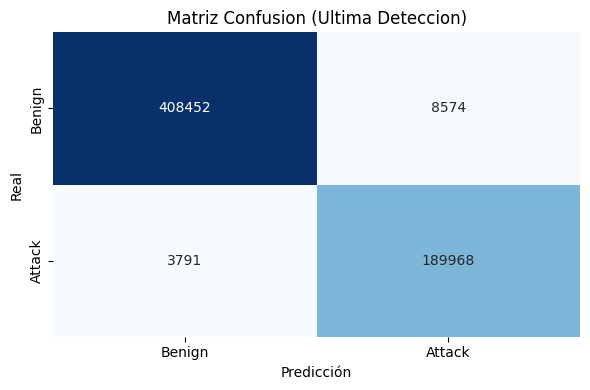 Matriz Confusion (Ultima Deteccion)
Real
Benign
408452
8574
Attack
3791
189968
Benign
Attack
Predicción